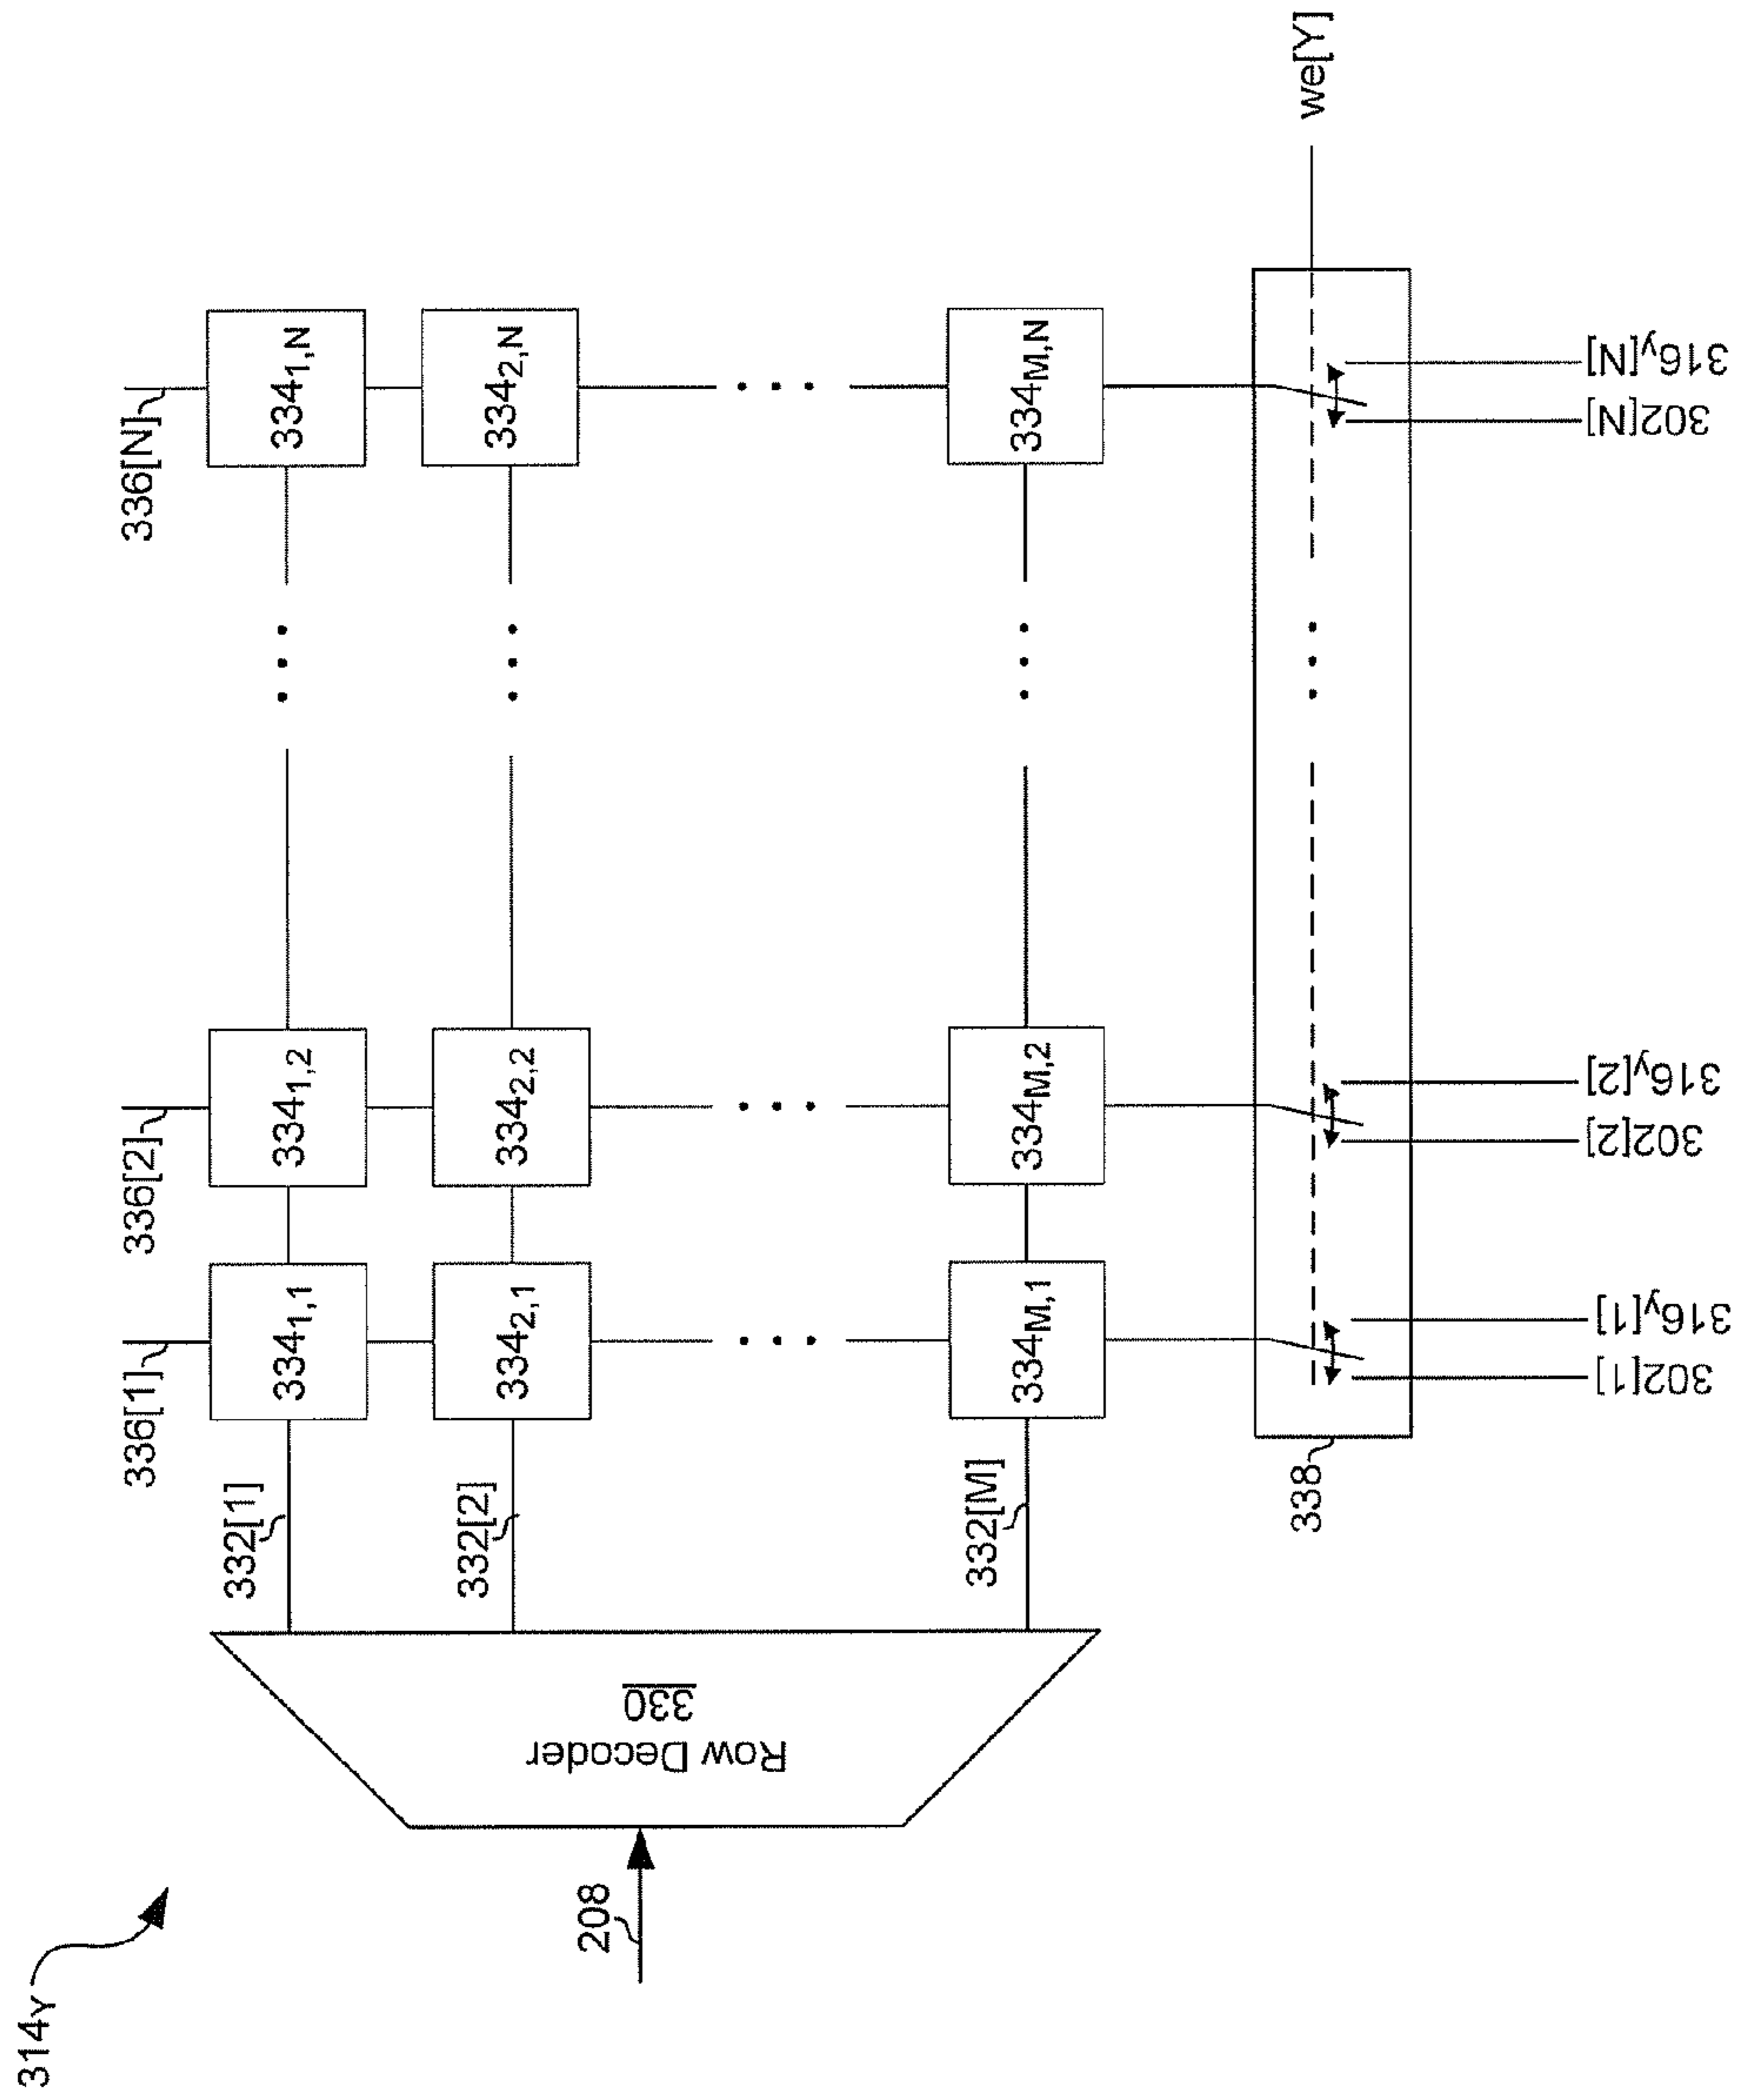 314Y
208
Row Decoder
330
332[1]
332[2]
332[M]
336[1]
336[2]
336[N]
3341,1
3341,2
3341,N
3342,1
3342,2
3342,N
334M,1
334M,2
334M,N
338
we[Y]
302[1]
316y[1]
302[2]
316y[2]
302[N]
316y[N]